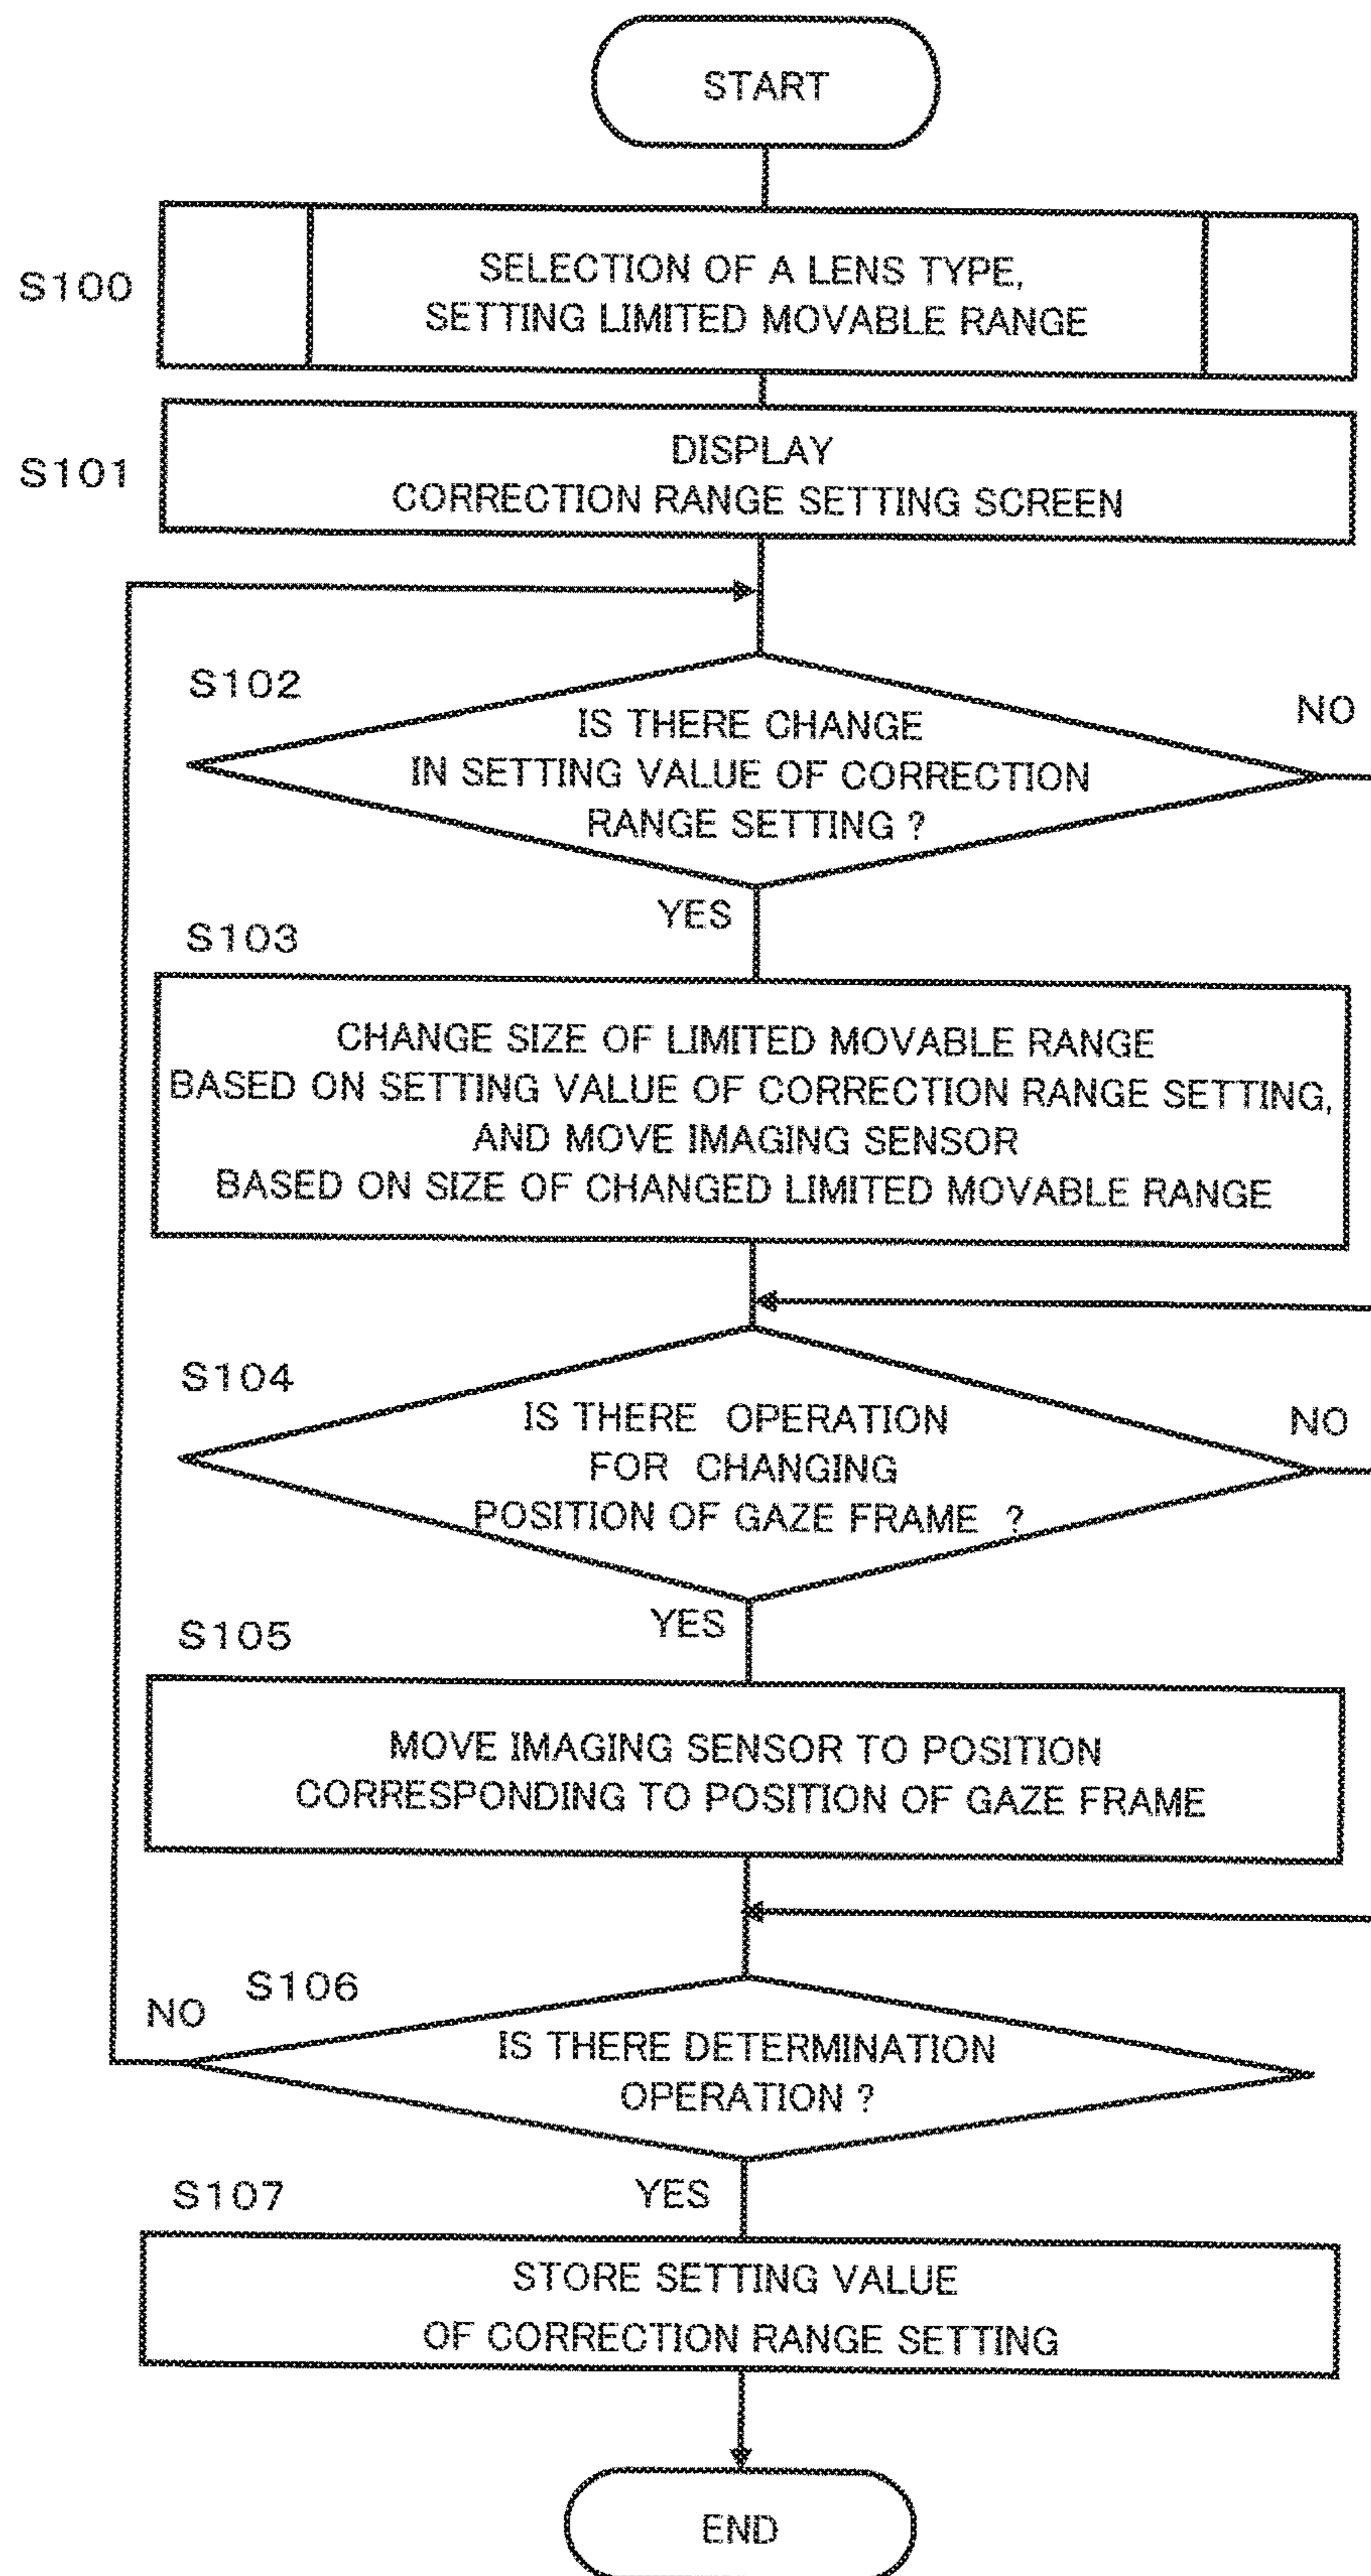 START
S100
SELECTION OF A LENS TYPE,
SETTING LIMITED MOVABLE RANGE
S101
DISPLAY
CORRECTION RANGE SETTING SCREEN
S102
NO
IS THERE CHANGE
IN SETTING VALUE OF CORRECTION
RANGE SETTING ?
YES
S103
CHANGE SIZE OF LIMITED MOVABLE RANGE
BASED ON SETTING VALUE OF CORRECTION RANGE SETTING,
AND MOVE IMAGING SENSOR
BASED ON SIZE OF CHANGED LIMITED MOVABLE RANGE
S104
NO
IS THERE OPERATION
FOR CHANGING
POSITION OF GAZE FRAME ?
YES
S105
MOVE IMAGING SENSOR TO POSITION
CORRESPONDING TO POSITION OF GAZE FRAME
S106
NO
IS THERE DETERMINATION
OPERATION ?
YES
S107
STORE SETTING VALUE
OF CORRECTION RANGE SETTING
END